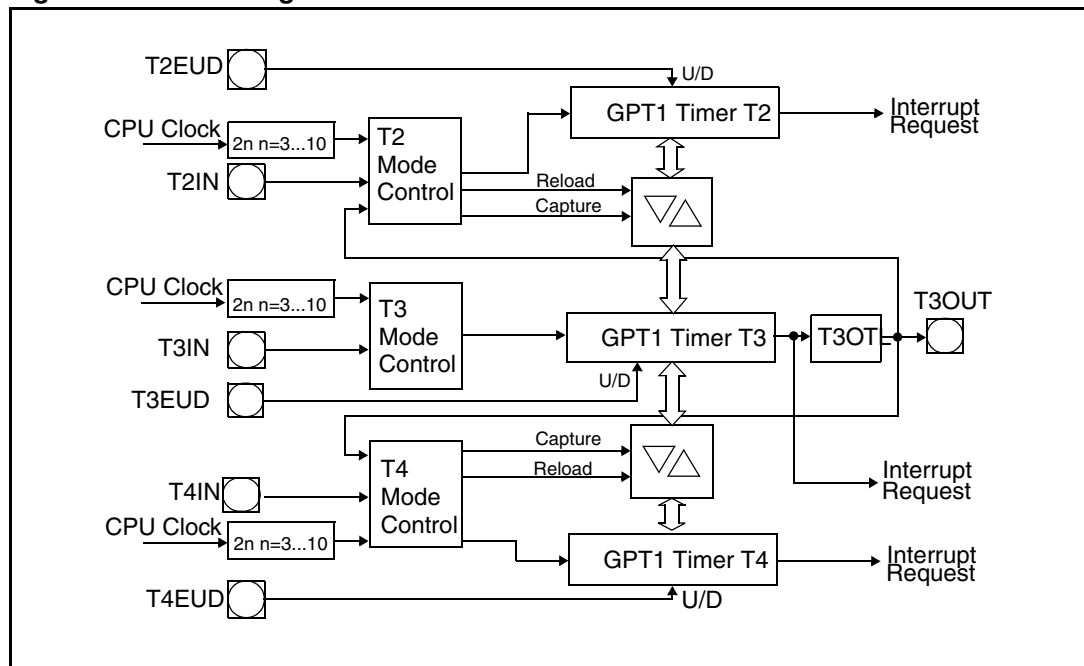 T2EUD
U/D
GPT1 Timer T2
Interrupt
Request
CPU Clock
2n n=3...10
T2
Mode
Control
T2IN
Reload
Capture
CPU Clock
2n n=3...10
T3
Mode
Control
T3IN
GPT1 Timer T3
T3OTL
T3OUT
U/D
T3EUD
Capture
Reload
T4
Mode
Control
T4IN
Interrupt
Request
CPU Clock
2n n=3...10
GPT1 Timer T4
Interrupt
Request
T4EUD
U/D